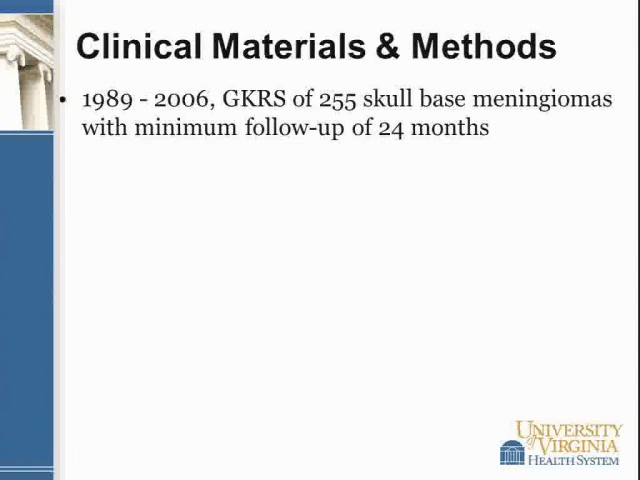 Clinical Materials & Methods
• 1989 - 2006, GKRS of 255 skull base meningiomas
with minimum follow-up of 24 months
UNIVERSITY
of VIRGINIA
HEALTH SYSTEM